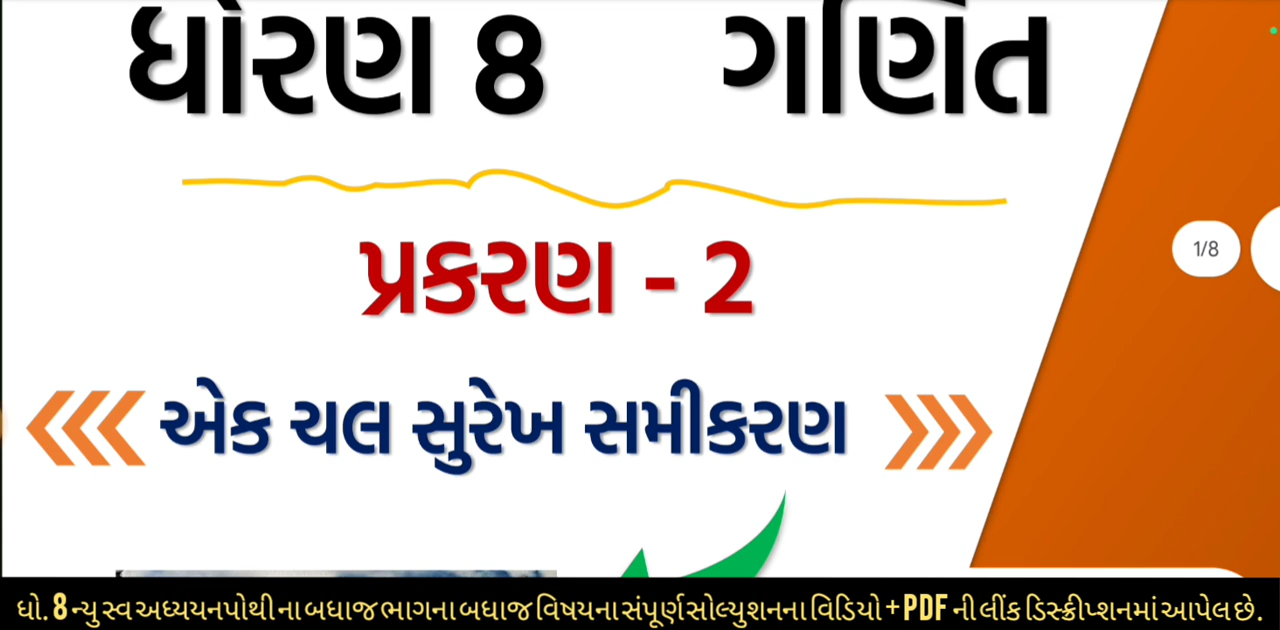 ધોરણ 8 ગણિત
1/8
પ્રકરણ - 2
એક ચલ સુરેખ સમીકરણ
ધો. 8 ન્યુ સ્વ અધ્યયનપોથી ના બધાજ ભાગના બધાજ વિષયના સંપૂર્ણ સોલ્યુશનના વિડિયો + PDF ની લીંક ડિસ્ક્રીપ્શનમાં આપેલ છે.